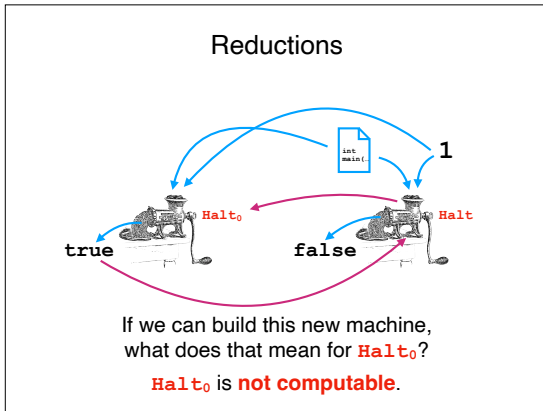 Reductions
int
main(…
1
Halt₀
Halt
true
false
If we can build this new machine,
what does that mean for Halt₀?
Halt₀ is not computable.